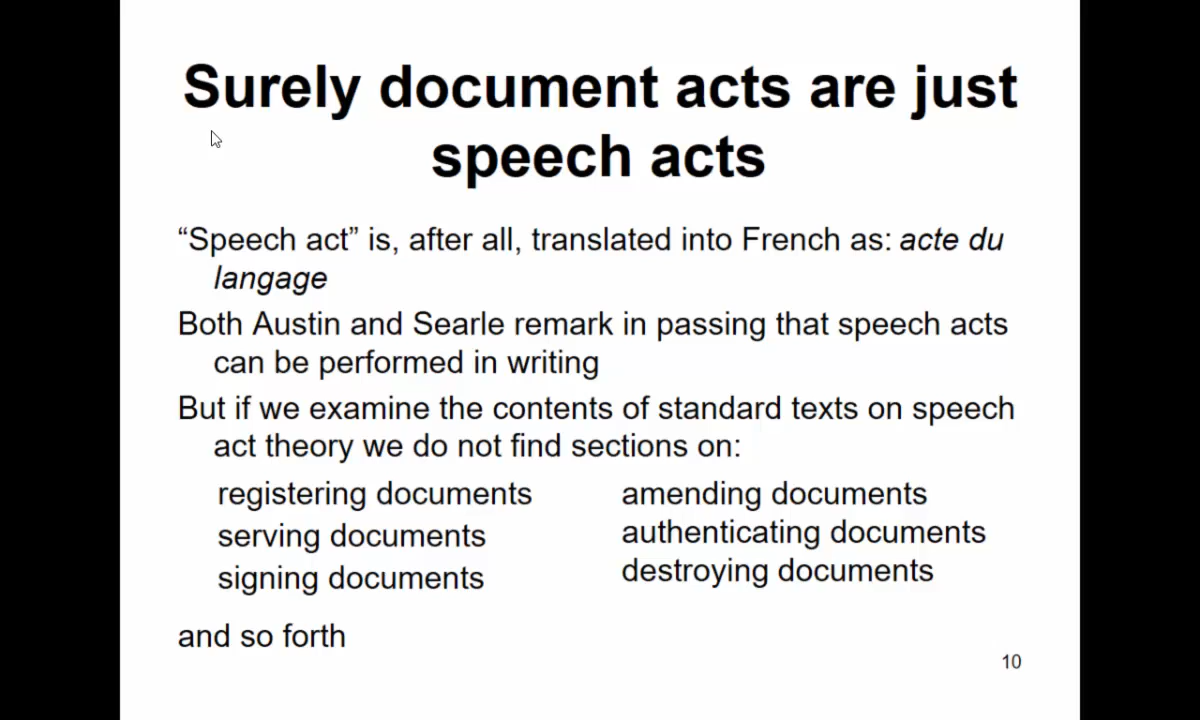 Surely document acts are just
speech acts
“Speech act” is, after all, translated into French as: acte du
langage
Both Austin and Searle remark in passing that speech acts
can be performed in writing
But if we examine the contents of standard texts on speech
act theory we do not find sections on:
registering documents
serving documents
signing documents
amending documents
authenticating documents
destroying documents
and so forth
10